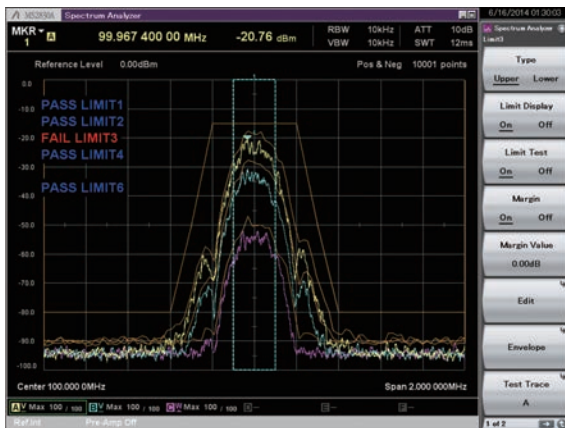 MS2830A Spectrum Analyzer
6/16/2014 01:30:03
MKR 1 A 99.967 400 00 MHz -20.76 dBm
RBW 10kHz ATT 10dB
VBW 10kHz SWT 12ms
Reference Level 0.00dBm Pos & Neg 10001 points
0.0
-10.0
-20.0
-30.0
-40.0
-50.0
-60.0
-70.0
-80.0
-90.0
-100.0
PASS LIMIT1
PASS LIMIT2
FAIL LIMIT3
PASS LIMIT4
PASS LIMIT6
Center 100.000 0MHz Span 2.000 000MHz
A V Max 100 / 100 B V Max 100 / 100 C W Max 100 / 100
Ref.Int Pre-Amp Off
Spectrum Analyzer
Limit3
Type
Upper Lower
Limit Display
On Off
Limit Test
On Off
Margin
On Off
Margin Value
0.00dB
Edit
Envelope
Test Trace
A
1 of 2